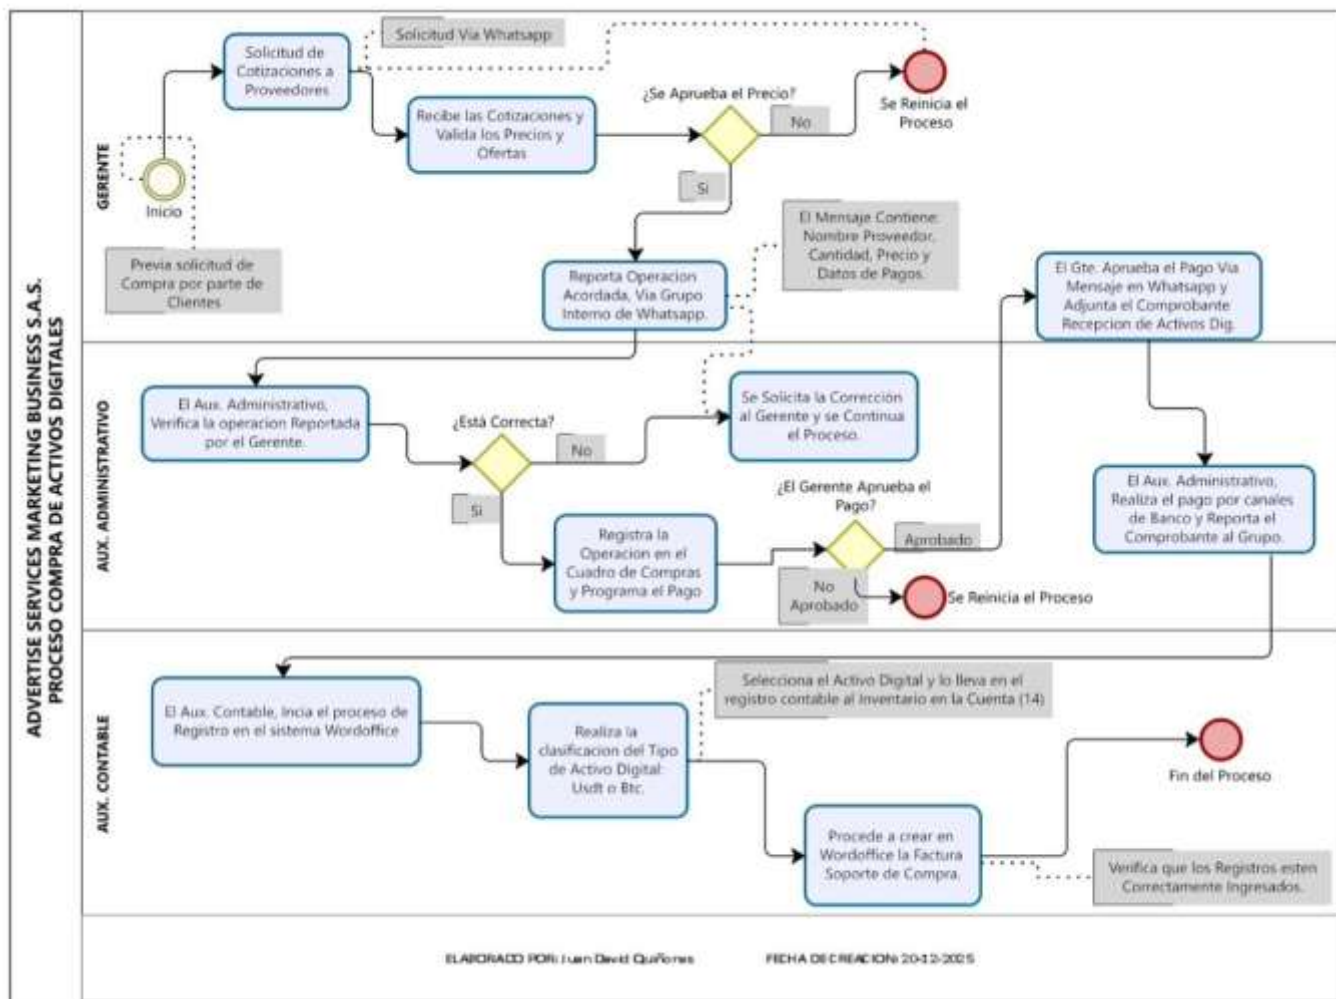 ADVERTISE SERVICES MARKETING BUSINESS S.A.S.
PROCESO COMPRA DE ACTIVOS DIGITALES
GERENTE
Solicitud de
Cotizaciones a
Proveedores
Solicitud Via Whatsapp
Recibe las Cotizaciones y
Valida los Precios y
Ofertas
¿Se Aprueba el Precio?
No
Se Reinicia el
Proceso
Si
Inicio
Previa solicitud de
Compra por parte de
Clientes
Reporta Operacion
Acordada, Via Grupo
Interno de Whatsapp.
El Mensaje Contiene:
Nombre Proveedor,
Cantidad, Precio y
Datos de Pagos.
El Gte. Aprueba el Pago Via
Mensaje en Whatsapp y
Adjunta el Comprobante
Recepcion de Activos Dig.
AUX. ADMINISTRATIVO
El Aux. Administrativo,
Verifica la operacion Reportada
por el Gerente.
¿Está Correcta?
No
Se Solicita la Corrección
al Gerente y se Continua
el Proceso.
Si
Registra la
Operacion en el
Cuadro de Compras
y Programa el Pago
¿El Gerente Aprueba el
Pago?
Aprobado
No
Aprobado
Se Reinicia el Proceso
El Aux. Administrativo,
Realiza el pago por canales
de Banco y Reporta el
Comprobante al Grupo.
AUX. CONTABLE
El Aux. Contable, Incia el proceso de
Registro en el sistema Wordoffice
Realiza la
clasificacion del Tipo
de Activo Digital:
Usdt o Btc.
Selecciona el Activo Digital y lo lleva en el
registro contable al Inventario en la Cuenta (14)
Procede a crear en
Wordoffice la Factura
Soporte de Compra.
Fin del Proceso
Verifica que los Registros esten
Correctamente Ingresados.
ELABORADO POR: Juan David Quiñones
FECHA DE CREACION: 20-12-2025